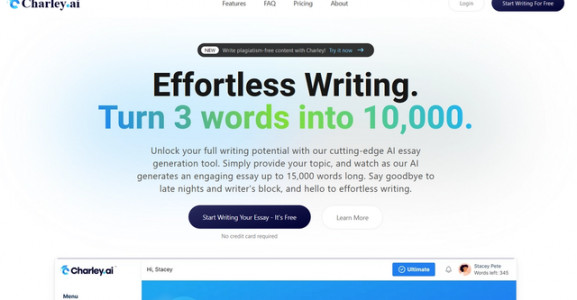 Charley.ai
Features FAQ Pricing About
Login
Start Writing For Free
NEW Write plagiatism-free content with Charley! Try it now →
Effortless Writing.
Turn 3 words into 10,000.
Unlock your full writing potential with our cutting-edge AI essay
generation tool. Simply provide your topic, and watch as our AI
generates an engaging essay up to 15,000 words long. Say goodbye to
late nights and writer's block, and hello to effortless writing.
Start Writing Your Essay - It's Free
Learn More
No credit card required
Charley.ai
Hi, Stacey
Ultimate
Stacey Pete
Words left: 345
Menu